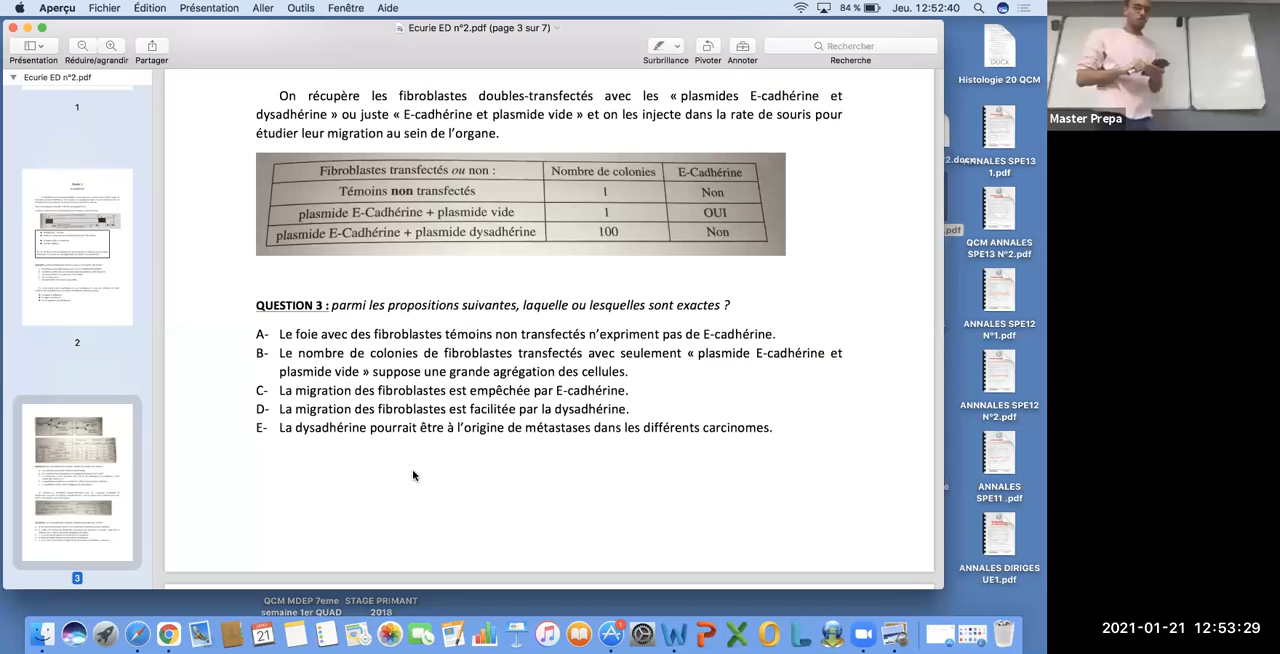 Aperçu Fichier Édition Présentation Aller Outils Fenêtre Aide 84 % Jeu. 12:52:40
Ecurie ED n°2.pdf (page 3 sur 7)
Présentation Réduire/agrandir Partager Surbrillance Pivoter Annoter Rechercher Recherche
Ecurie ED n°2.pdf
1
2
3
On récupère les fibroblastes doubles-transfectés avec les « plasmides E-cadhérine et
dysadhérine » ou juste « E-cadhérine et plasmide vide » et on les injecte dans la rate de souris pour
étudier leur migration au sein de l’organe.
Fibroblastes transfectés ou non : Nombre de colonies E-Cadhérine
Témoins non transfectés 1 Non
plasmide E-Cadhérine + plasmide vide 1 OUI
plasmide E-Cadhérine + plasmide dysadhérine 100 Non
QUESTION 3 : parmi les propositions suivantes, laquelle ou lesquelles sont exactes ?
A- Le test avec des fibroblastes témoins non transfectés n’expriment pas de E-cadhérine.
B- Le nombre de colonies de fibroblastes transfectés avec seulement « plasmide E-cadhérine et
plasmide vide » suppose une grande agrégation des cellules.
C- La migration des fibroblastes est empêchée par E-cadhérine.
D- La migration des fibroblastes est facilitée par la dysadhérine.
E- La dysadhérine pourrait être à l’origine de métastases dans les différents carcinomes.
DOCX
Histologie 20 QCM
2.docx
ANNALES SPE13
1.pdf
.pdf
QCM ANNALES
SPE13 N°2.pdf
ANNALES SPE12
N°1.pdf
ANNNALES SPE12
N°2.pdf
ANNALES
SPE11 .pdf
ANNALES DIRIGES
UE1.pdf
QCM MDEP 7eme
semaine 1er QUAD
STAGE PRIMANT
2018
Master Prepa
2021-01-21 12:53:29